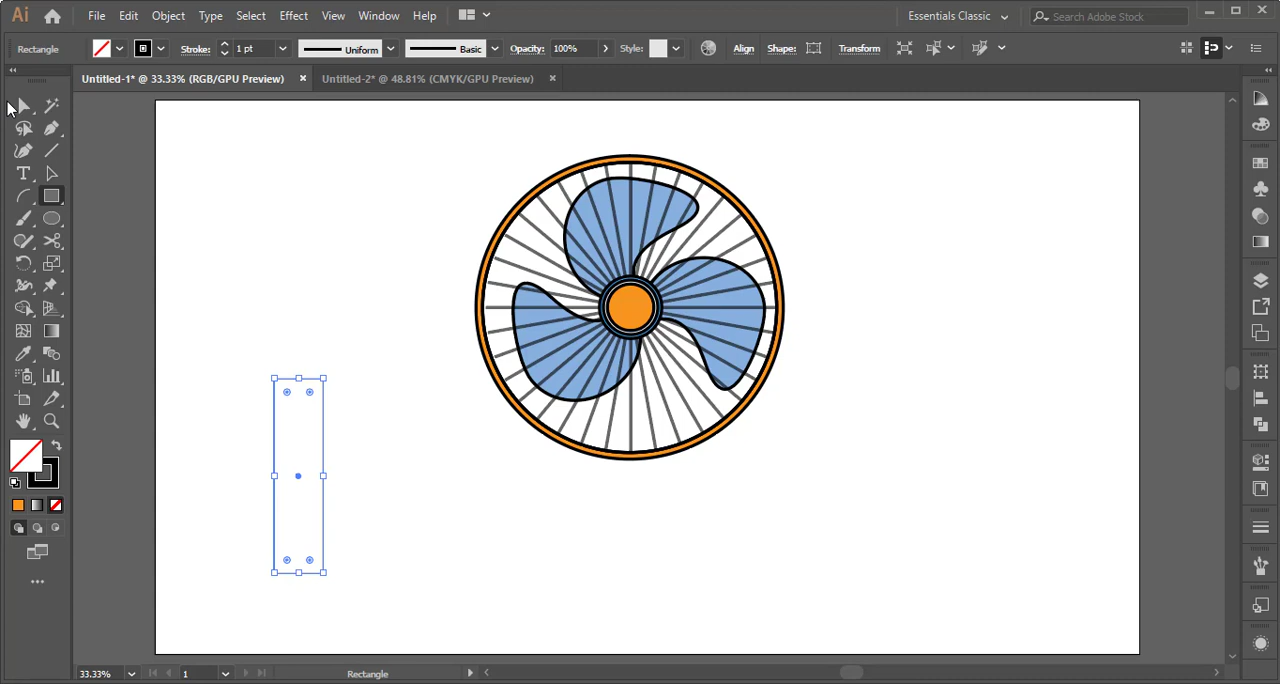 Ai File Edit Object Type Select Effect View Window Help Essentials Classic Search Adobe Stock
Rectangle Stroke: 1 pt Uniform Basic Opacity: 100% Style: Align Shape: Transform
Untitled-1* @ 33.33% (RGB/GPU Preview) Untitled-2* @ 48.81% (CMYK/GPU Preview)
33.33% 1 Rectangle